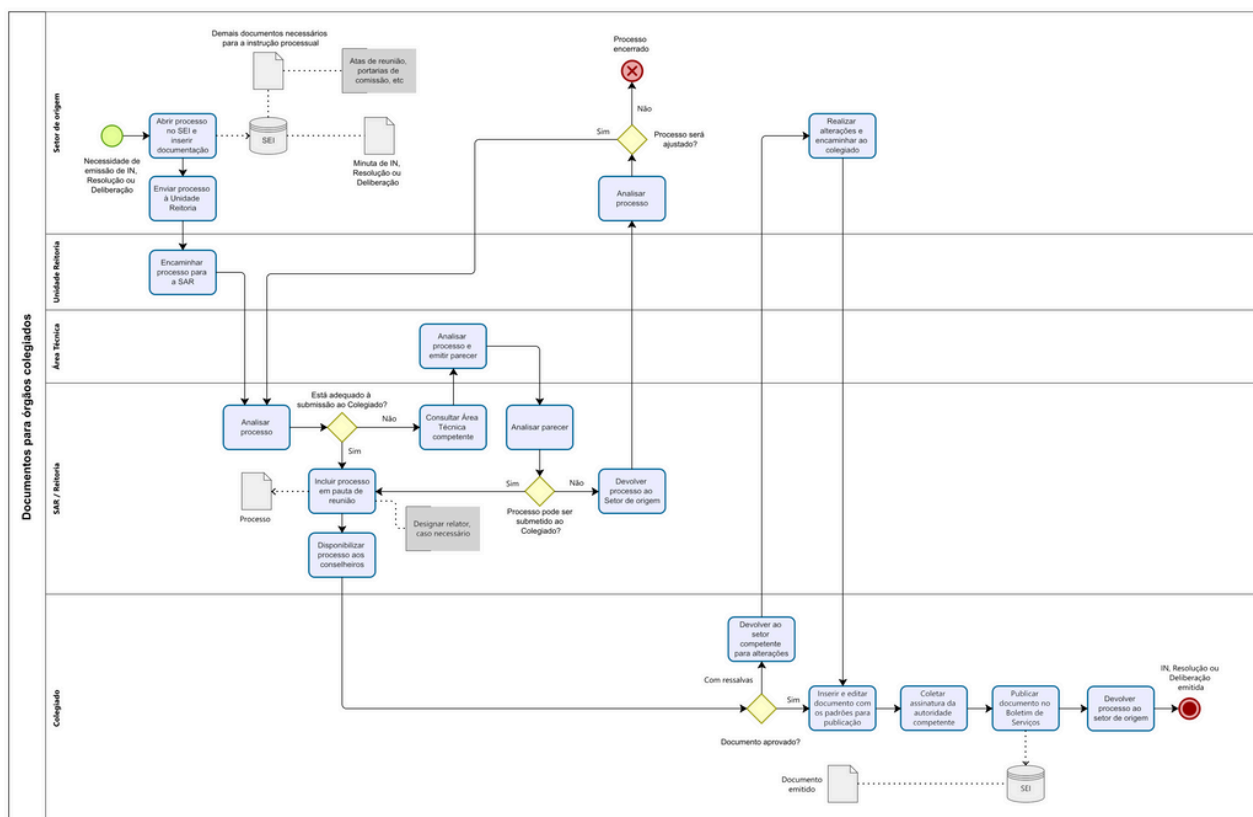 Documentos para órgãos colegiados
Setor de origem
Demais documentos necessários
para a instrução processual
Atas de reunião,
portarias de
comissão, etc
Necessidade de
emissão de IN,
Resolução ou
Deliberação
Abrir processo
no SEI e
inserir
documentação
SEI
Minuta de IN,
Resolução ou
Deliberação
Enviar processo
à Unidade
Reitoria
Processo
encerrado
Não
Sim
Processo será
ajustado?
Analisar
processo
Realizar
alterações e
encaminhar ao
colegiado
Unidade Reitoria
Encaminhar
processo para
a SAR
Área Técnica
Analisar
processo e
emitir parecer
SAR / Reitoria
Analisar
processo
Está adequado à
submissão ao Colegiado?
Não
Sim
Consultar Área
Técnica
competente
Analisar parecer
Sim
Não
Processo pode ser
submetido ao
Colegiado?
Devolver
processo ao
Setor de origem
Incluir processo
em pauta de
reunião
Processo
Designar relator,
caso necessário
Disponibilizar
processo aos
conselheiros
Colegiado
Devolver ao
setor
competente
para alterações
Com ressalvas
Sim
Documento aprovado?
Inserir e editar
documento com
os padrões para
publicação
Coletar
assinatura da
autoridade
competente
Publicar
documento no
Boletim de
Serviços
Devolver
processo ao
setor de origem
IN, Resolução ou
Deliberação
emitida
Documento
emitido
SEI